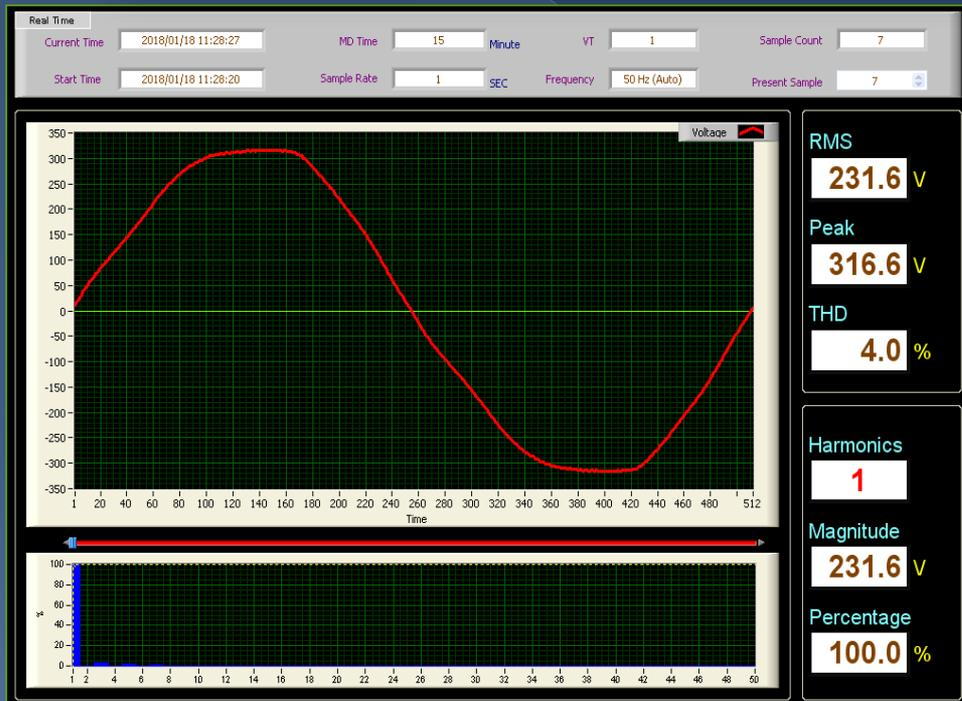 Real Time
Current Time 2018/01/18 11:28:27 MD Time 15 Minute VT 1 Sample Count 7
Start Time 2018/01/18 11:28:20 Sample Rate 1 SEC Frequency 50 Hz (Auto) Present Sample 7
Voltage
350
300
250
200
150
100
50
0
-50
-100
-150
-200
-250
-300
-350
1 20 40 60 80 100 120 140 160 180 200 220 240 260 280 300 320 340 360 380 400 420 440 460 480 512
Time
RMS
231.6 V
Peak
316.6 V
THD
4.0 %
100
80
60
40
20
0
%
1 2 4 6 8 10 12 14 16 18 20 22 24 26 28 30 32 34 36 38 40 42 44 46 48 50
Harmonics
1
Magnitude
231.6 V
Percentage
100.0 %